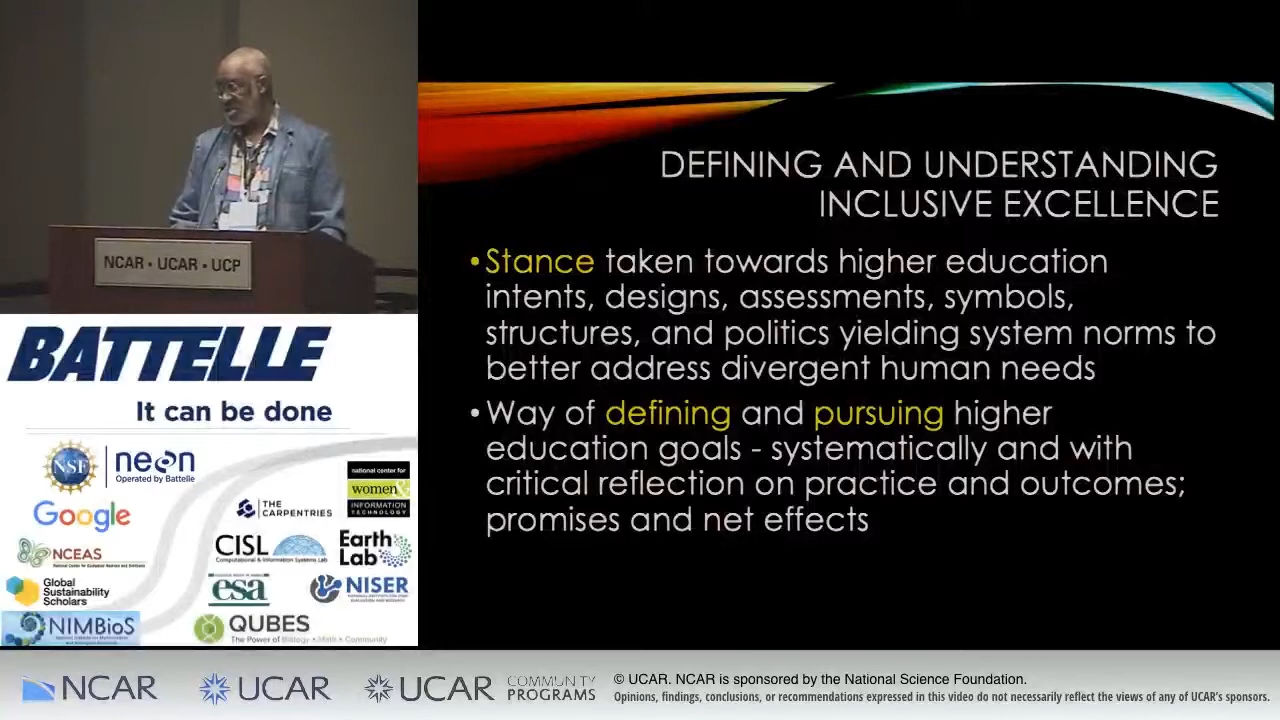 NCAR • UCAR • UCP
DEFINING AND UNDERSTANDING
INCLUSIVE EXCELLENCE
•Stance taken towards higher education
intents, designs, assessments, symbols,
structures, and politics yielding system norms to
better address divergent human needs
•Way of defining and pursuing higher
education goals - systematically and with
critical reflection on practice and outcomes;
promises and net effects
BATTELLE
It can be done
NSF
neon
Operated by Battelle
national center for
women&
INFORMATION
TECHNOLOGY
Google
THE
CARPENTRIES
NCEAS
CISL
Computational & Information Systems Lab
Earth
Lab
Global
Sustainability
Scholars
esa
NISER
NIMBioS
QUBES
The Power of Biology • Math • Community
NCAR
UCAR
UCAR
COMMUNITY
PROGRAMS
© UCAR. NCAR is sponsored by the National Science Foundation.
Opinions, findings, conclusions, or recommendations expressed in this video do not necessarily reflect the views of any of UCAR's sponsors.